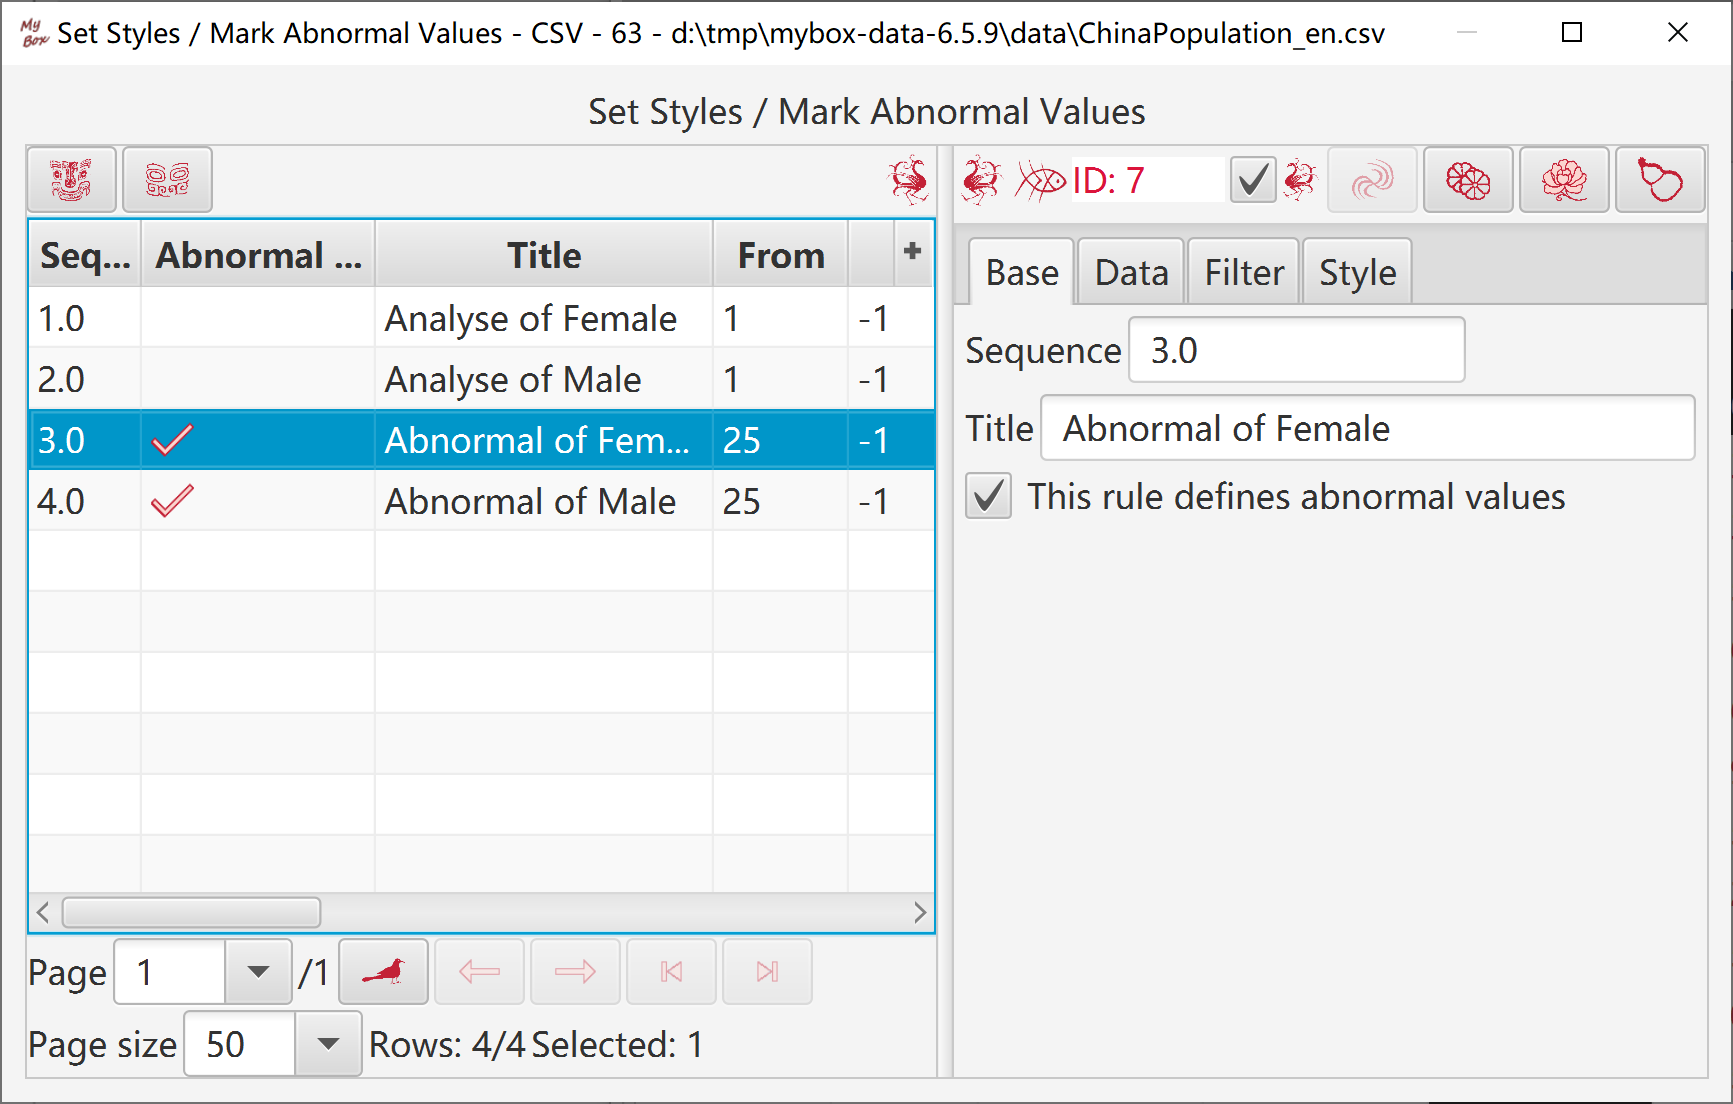 My Box Set Styles / Mark Abnormal Values - CSV - 63 - d:\tmp\mybox-data-6.5.9\data\ChinaPopulation_en.csv
Set Styles / Mark Abnormal Values
ID: 7
Seq... Abnormal ... Title From +
1.0 Analyse of Female 1 -1
2.0 Analyse of Male 1 -1
3.0 Abnormal of Fem... 25 -1
4.0 Abnormal of Male 25 -1
Page 1 /1
Page size 50 Rows: 4/4 Selected: 1
Base Data Filter Style
Sequence 3.0
Title Abnormal of Female
This rule defines abnormal values